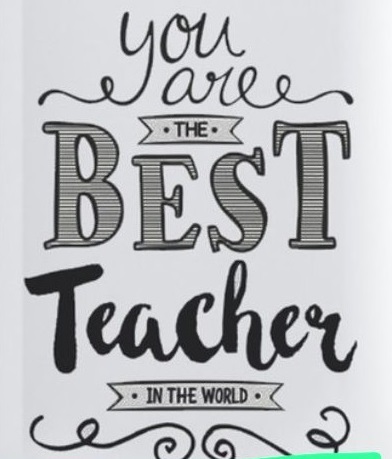 you
are
• THE •
BEST
Teacher
• IN THE WORLD •